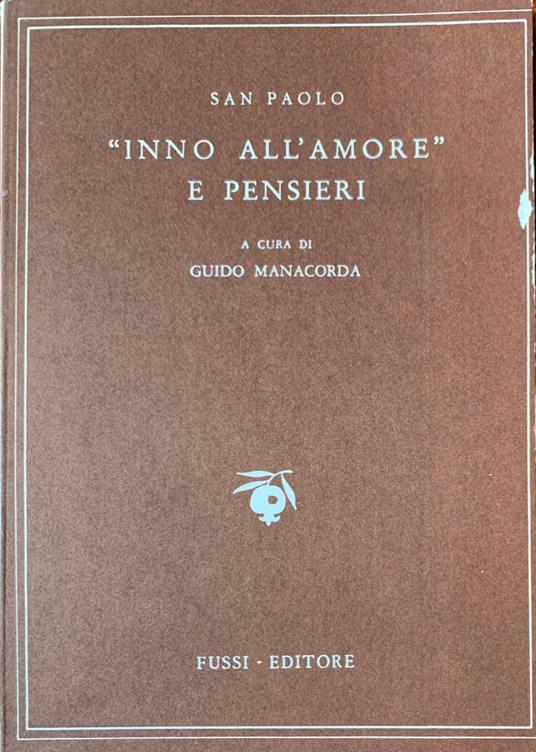 SAN PAOLO
“INNO ALL’AMORE”
E PENSIERI
A CURA DI
GUIDO MANACORDA
FUSSI - EDITORE